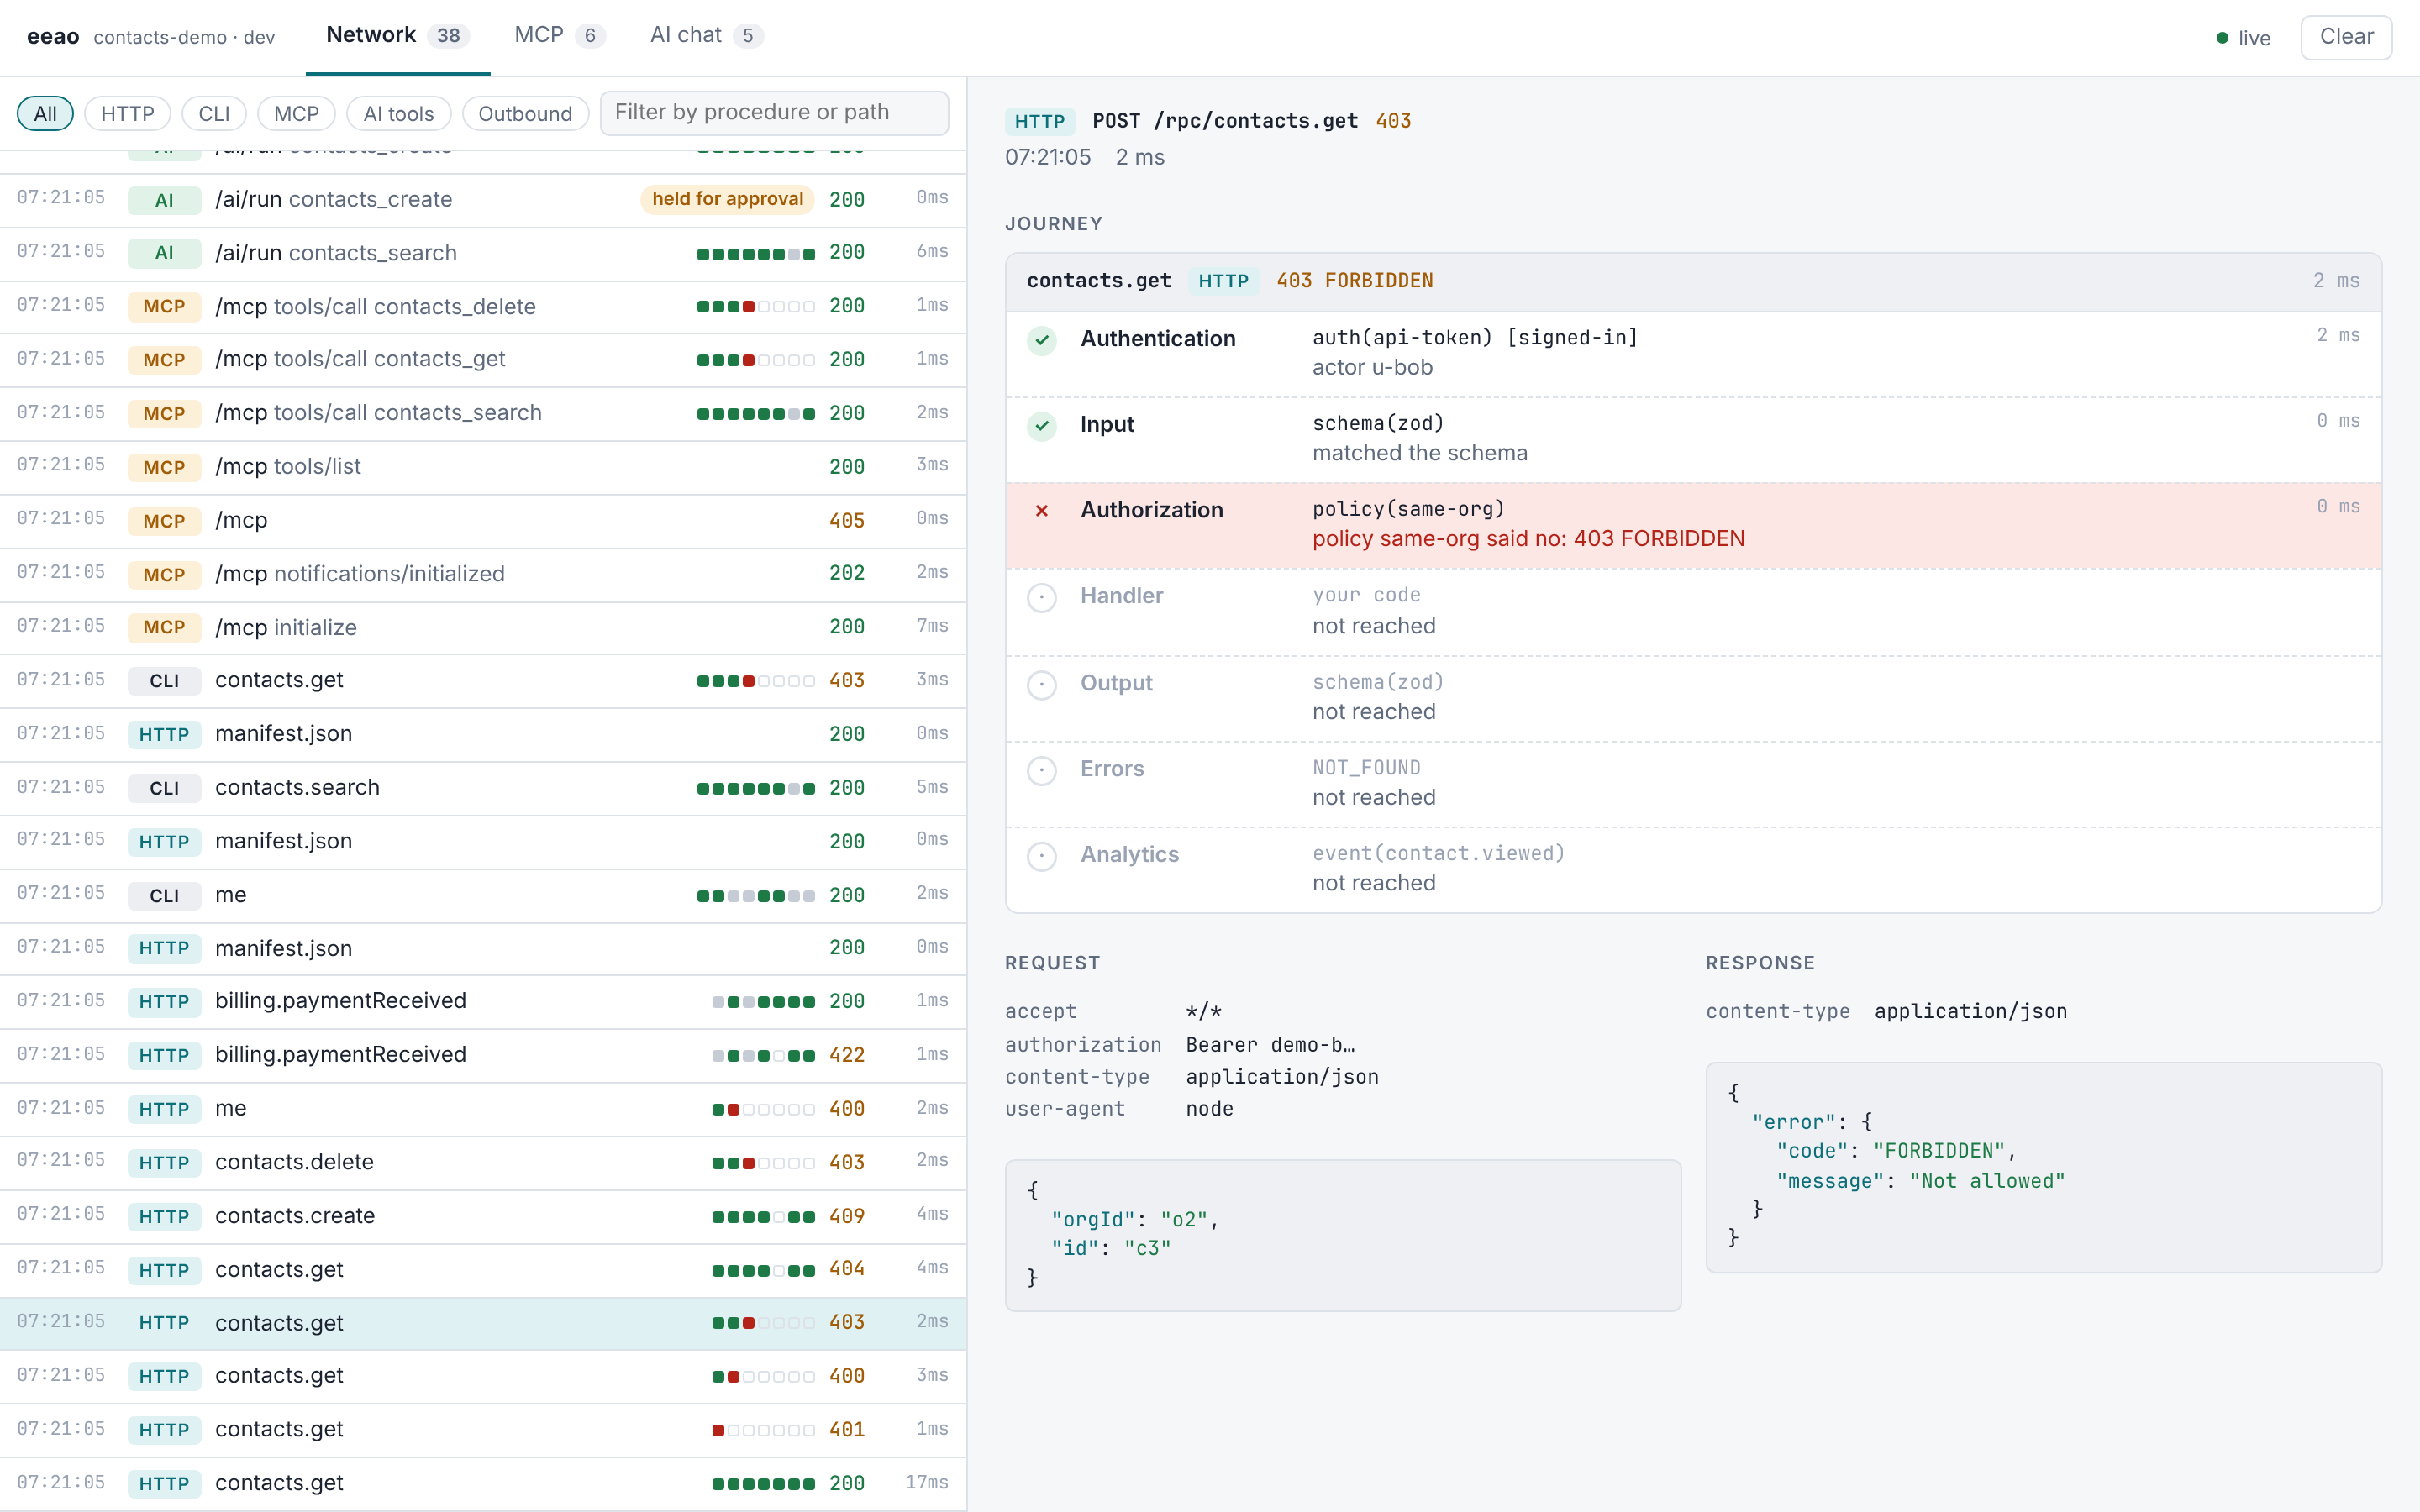 eeao contacts-demo · dev Network 38 MCP 6 AI chat 5 live Clear
All HTTP CLI MCP AI tools Outbound Filter by procedure or path
07:21:05 AI /ai/run contacts_create held for approval 200 0ms
07:21:05 AI /ai/run contacts_search 200 6ms
07:21:05 MCP /mcp tools/call contacts_delete 200 1ms
07:21:05 MCP /mcp tools/call contacts_get 200 1ms
07:21:05 MCP /mcp tools/call contacts_search 200 2ms
07:21:05 MCP /mcp tools/list 200 3ms
07:21:05 MCP /mcp 405 0ms
07:21:05 MCP /mcp notifications/initialized 202 2ms
07:21:05 MCP /mcp initialize 200 7ms
07:21:05 CLI contacts.get 403 3ms
07:21:05 HTTP manifest.json 200 0ms
07:21:05 CLI contacts.search 200 5ms
07:21:05 HTTP manifest.json 200 0ms
07:21:05 CLI me 200 2ms
07:21:05 HTTP manifest.json 200 0ms
07:21:05 HTTP billing.paymentReceived 200 1ms
07:21:05 HTTP billing.paymentReceived 422 1ms
07:21:05 HTTP me 400 2ms
07:21:05 HTTP contacts.delete 403 2ms
07:21:05 HTTP contacts.create 409 4ms
07:21:05 HTTP contacts.get 404 4ms
07:21:05 HTTP contacts.get 403 2ms
07:21:05 HTTP contacts.get 400 3ms
07:21:05 HTTP contacts.get 401 1ms
07:21:05 HTTP contacts.get 200 17ms
HTTP POST /rpc/contacts.get 403
07:21:05 2 ms
JOURNEY
contacts.get HTTP 403 FORBIDDEN 2 ms
Authentication auth(api-token) [signed-in] 2 ms
actor u-bob
Input schema(zod) 0 ms
matched the schema
Authorization policy(same-org) 0 ms
policy same-org said no: 403 FORBIDDEN
Handler your code
not reached
Output schema(zod)
not reached
Errors NOT_FOUND
not reached
Analytics event(contact.viewed)
not reached
REQUEST
accept */*
authorization Bearer demo-b…
content-type application/json
user-agent node
{
"orgId": "o2",
"id": "c3"
}
RESPONSE
content-type application/json
{
"error": {
"code": "FORBIDDEN",
"message": "Not allowed"
}
}